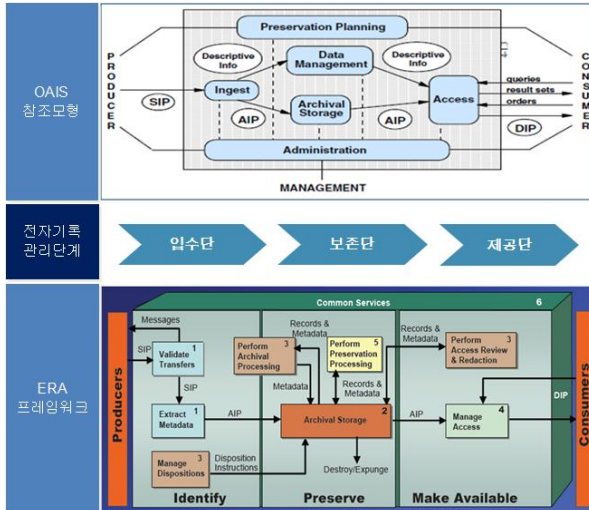 OAIS
참조모형
Preservation Planning
PRODUCER
CONSUMER
Descriptive
Info
Data
Management
Descriptive
Info
SIP
Ingest
queries
result sets
orders
Access
AIP
Archival
Storage
AIP
DIP
Administration
MANAGEMENT
전자기록
관리단계
입수단
보존단
제공단
ERA
프레임워크
Common Services
6
Producers
Messages
SIP
Validate
Transfers
1
SIP
Extract
Metadata
1
AIP
Manage
Dispositions
3
Disposition
Instructions
Identify
Records &
Metadata
Perform
Archival
Processing
3
Perform
Preservation
Processing
5
Metadata
Records &
Metadata
Archival Storage
2
Destroy/Expunge
Preserve
Records &
Metadata
Perform
Access Review
& Redaction
3
AIP
Manage
Access
4
Make Available
DIP
Consumers